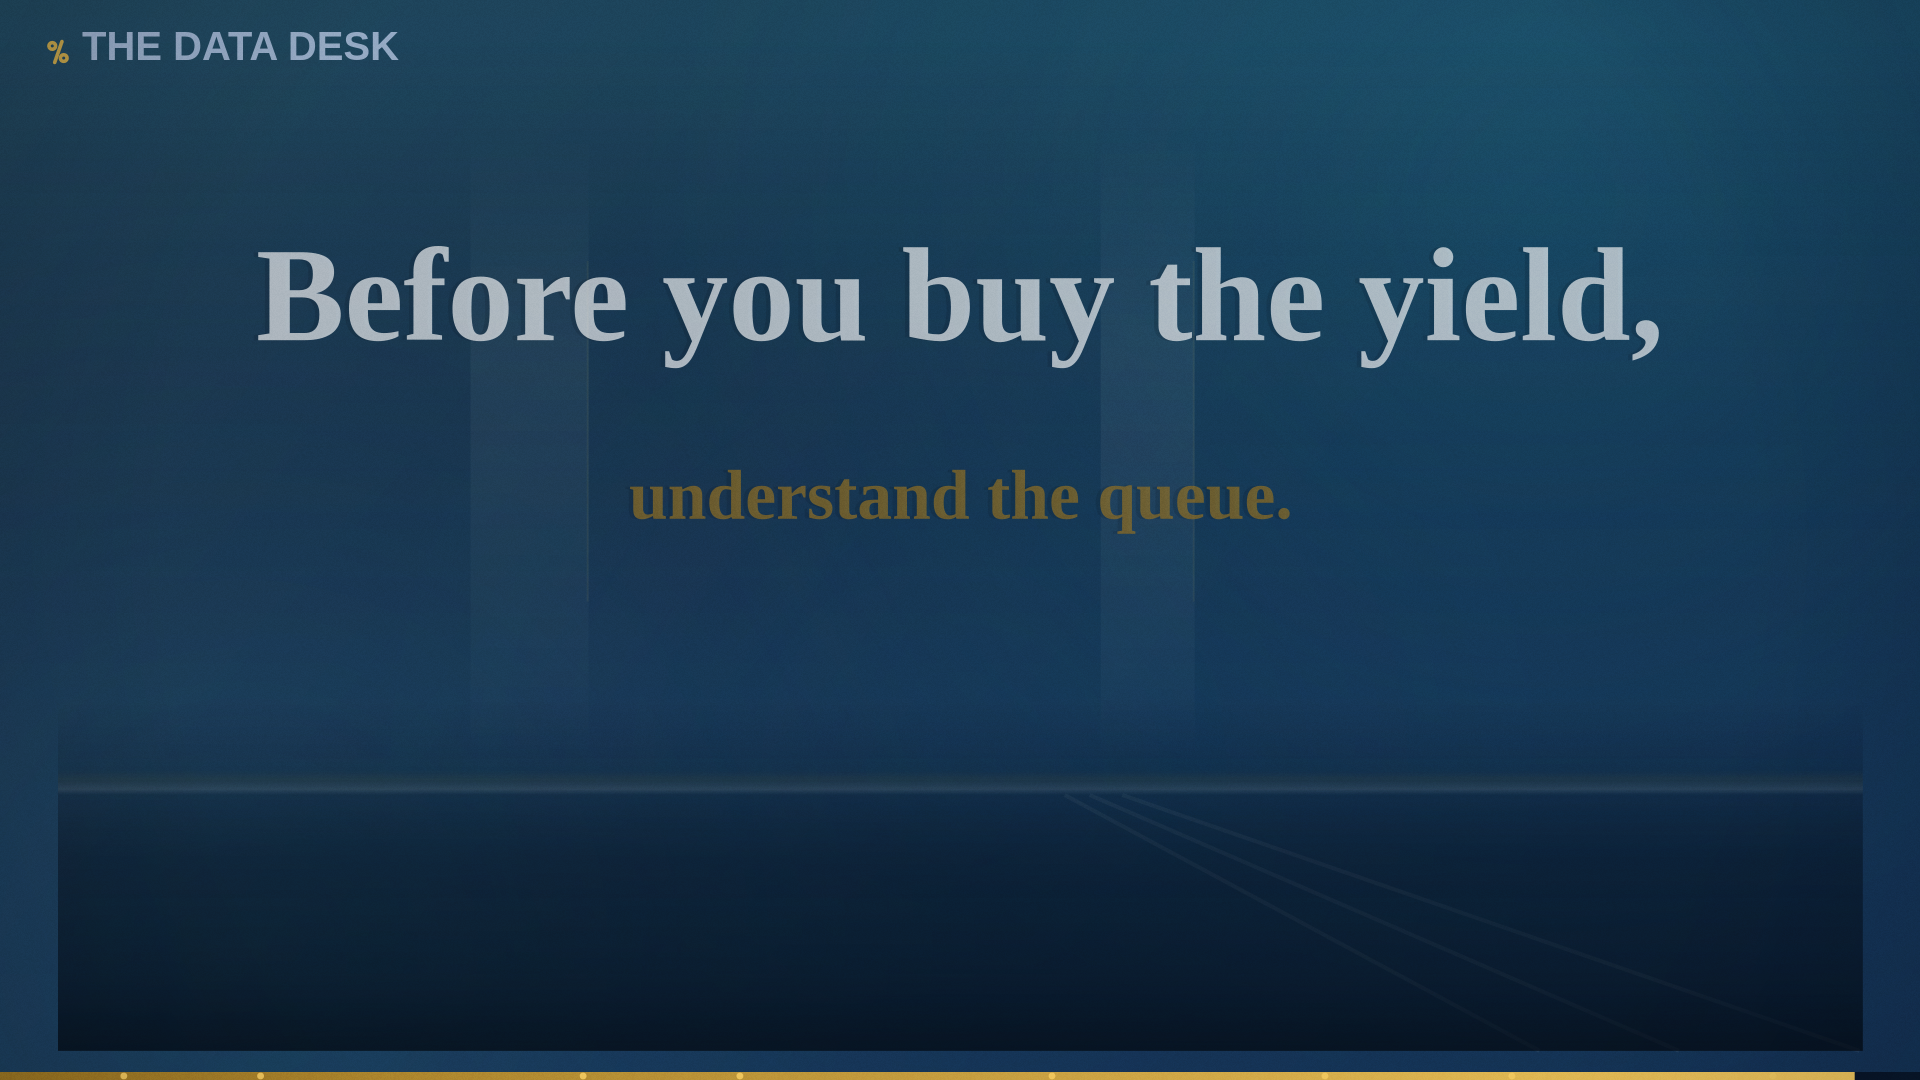 % THE DATA DESK
Before you buy the yield,
understand the queue.